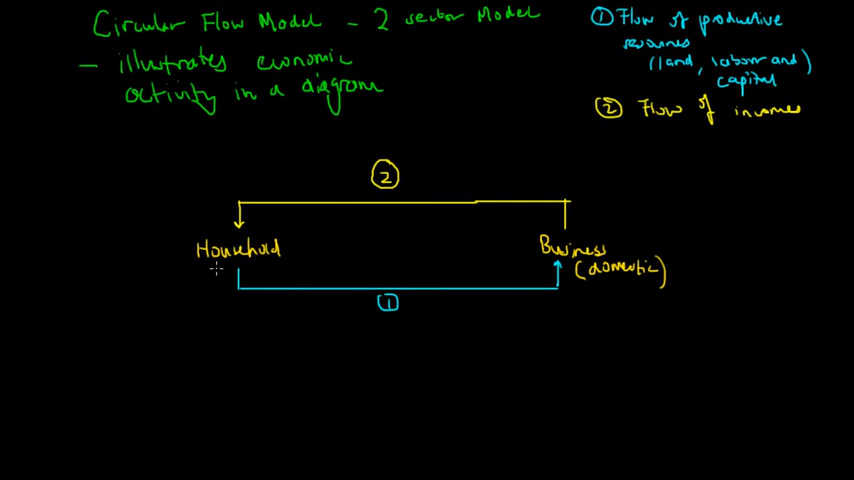 Circular Flow Model - 2 sector Model
- illustrates economic
activity in a diagram
① Flow of productive
resources
(land, labour and)
capital
② Flow of incomes
②
Household
Business
(domestic)
①